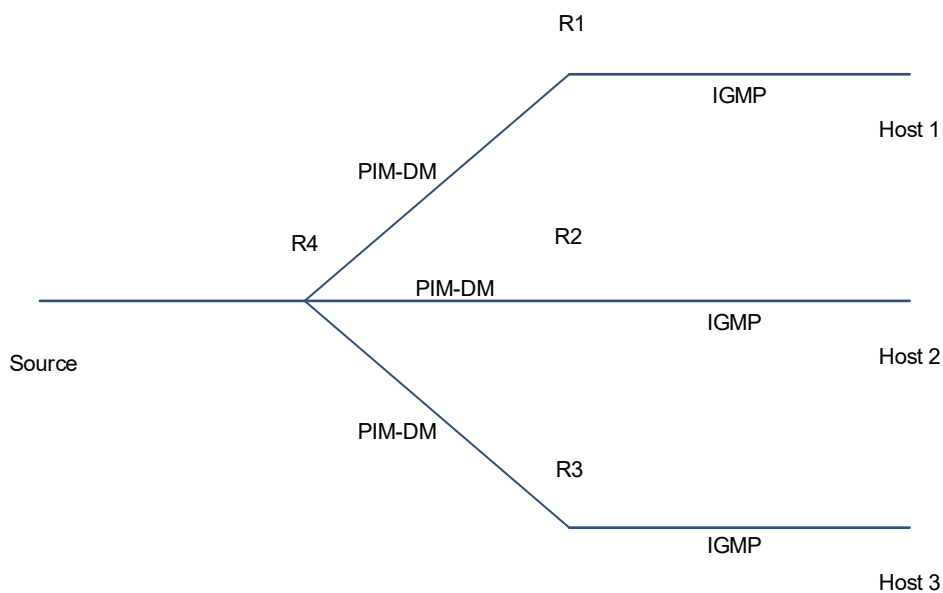 R1
IGMP
Host 1
PIM-DM
R4
R2
PIM-DM
IGMP
Source
Host 2
PIM-DM
R3
IGMP
Host 3